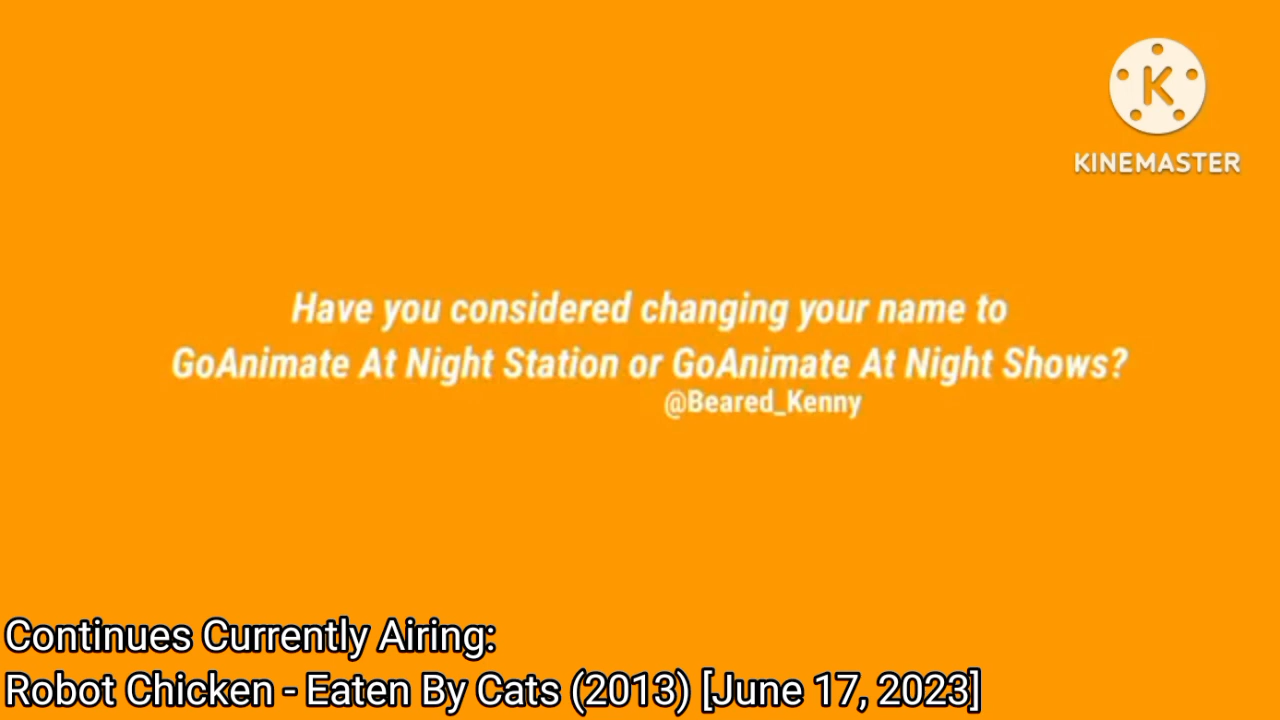 K
KINEMASTER
Have you considered changing your name to
GoAnimate At Night Station or GoAnimate At Night Shows?
@Beared_Kenny
Continues Currently Airing:
Robot Chicken - Eaten By Cats (2013) [June 17, 2023]